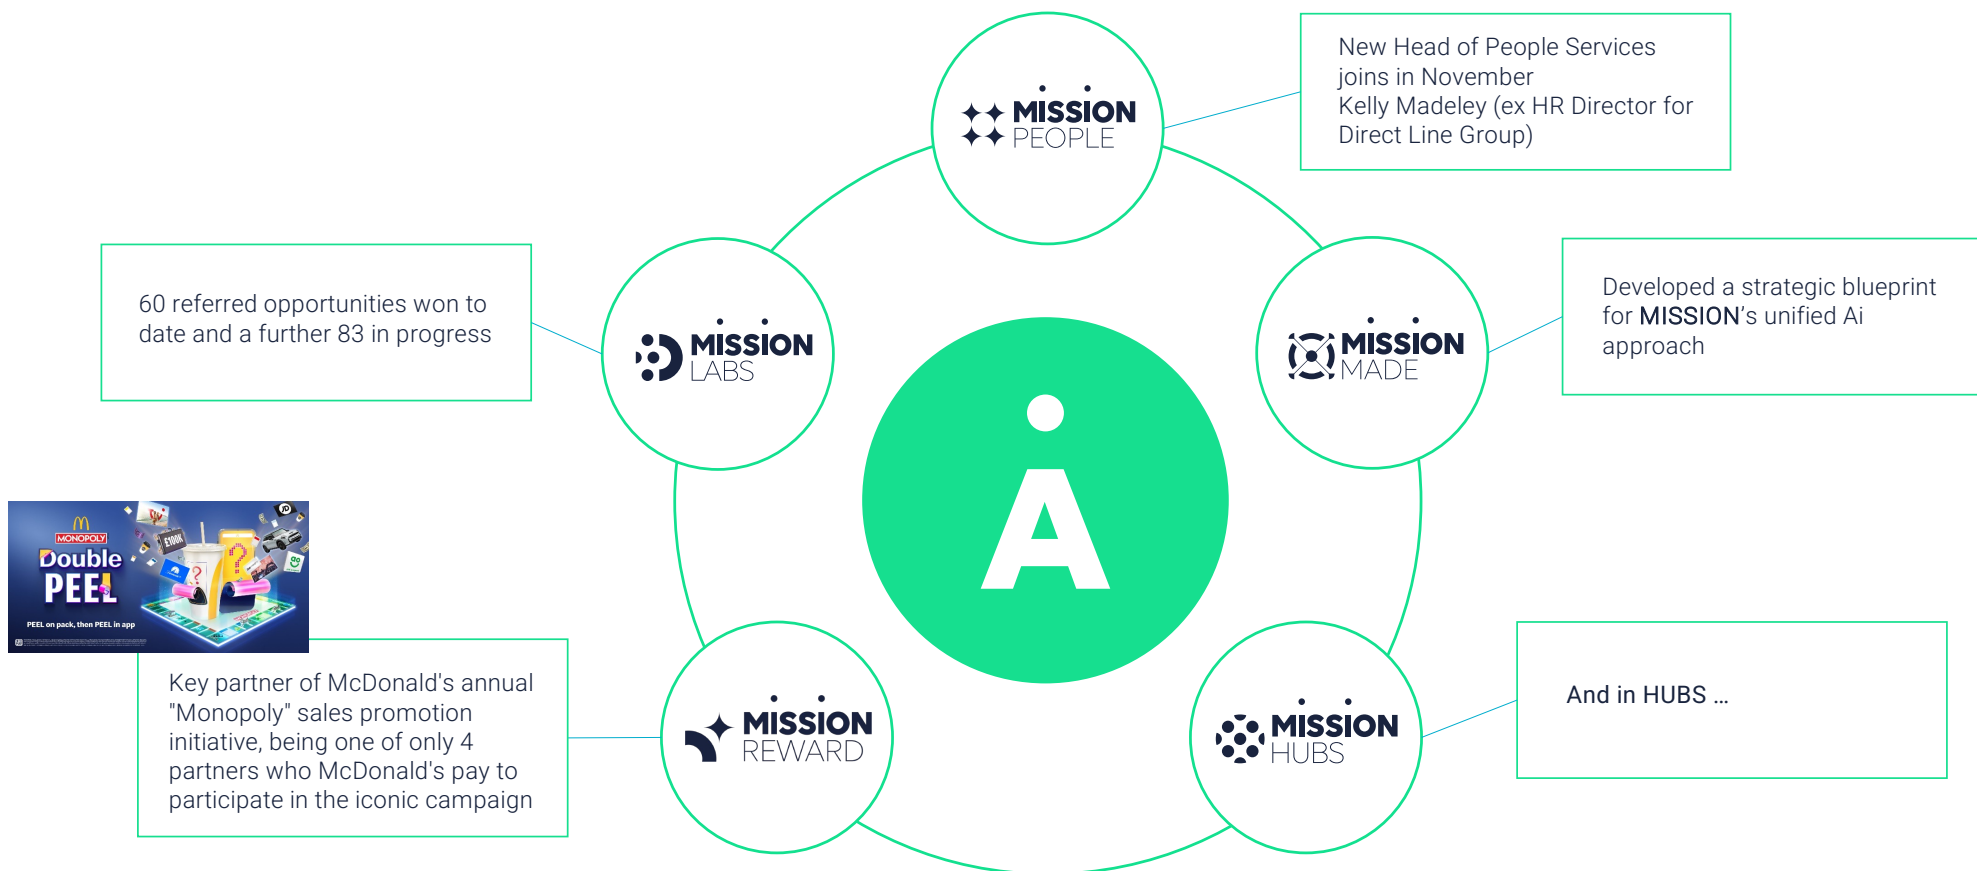 MISSION
PEOPLE
New Head of People Services
joins in November
Kelly Madeley (ex HR Director for
Direct Line Group)
60 referred opportunities won to
date and a further 83 in progress
MISSION
LABS
MISSION
MADE
Developed a strategic blueprint
for MISSION's unified Ai
approach
A
M
MONOPOLY
Double
PEEL
PEEL on pack, then PEEL in app
£100K
JD
?
?
Key partner of McDonald's annual
"Monopoly" sales promotion
initiative, being one of only 4
partners who McDonald's pay to
participate in the iconic campaign
MISSION
REWARD
MISSION
HUBS
And in HUBS ...